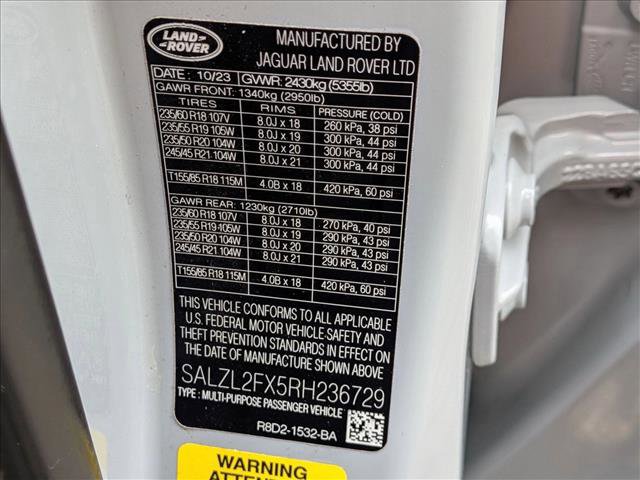 LAND
ROVER
MANUFACTURED BY
JAGUAR LAND ROVER LTD
DATE: 10/23 GVWR: 2430kg (5355lb)
GAWR FRONT: 1340kg (2950lb)
TIRES RIMS PRESSURE (COLD)
235/60 R18 107V 8.0J x 18 260 kPa, 38 psi
235/55 R19 105W 8.0J x 19 300 kPa, 44 psi
235/50 R20 104W 8.0J x 20 300 kPa, 44 psi
245/45 R21 104W 8.0J x 21 300 kPa, 44 psi
T155/85 R18 115M 4.0B x 18 420 kPa, 60 psi
GAWR REAR: 1230kg (2710lb)
235/60 R18 107V 8.0J x 18 270 kPa, 40 psi
235/55 R19 105W 8.0J x 19 290 kPa, 43 psi
235/50 R20 104W 8.0J x 20 290 kPa, 43 psi
245/45 R21 104W 8.0J x 21 290 kPa, 43 psi
T155/85 R18 115M 4.0B x 18 420 kPa, 60 psi
THIS VEHICLE CONFORMS TO ALL APPLICABLE
U.S. FEDERAL MOTOR VEHICLE SAFETY AND
THEFT PREVENTION STANDARDS IN EFFECT ON
THE DATE OF MANUFACTURE SHOWN ABOVE
SALZL2FX5RH236729
TYPE: MULTI-PURPOSE PASSENGER VEHICLE
R8D2-1532-BA
WARNING